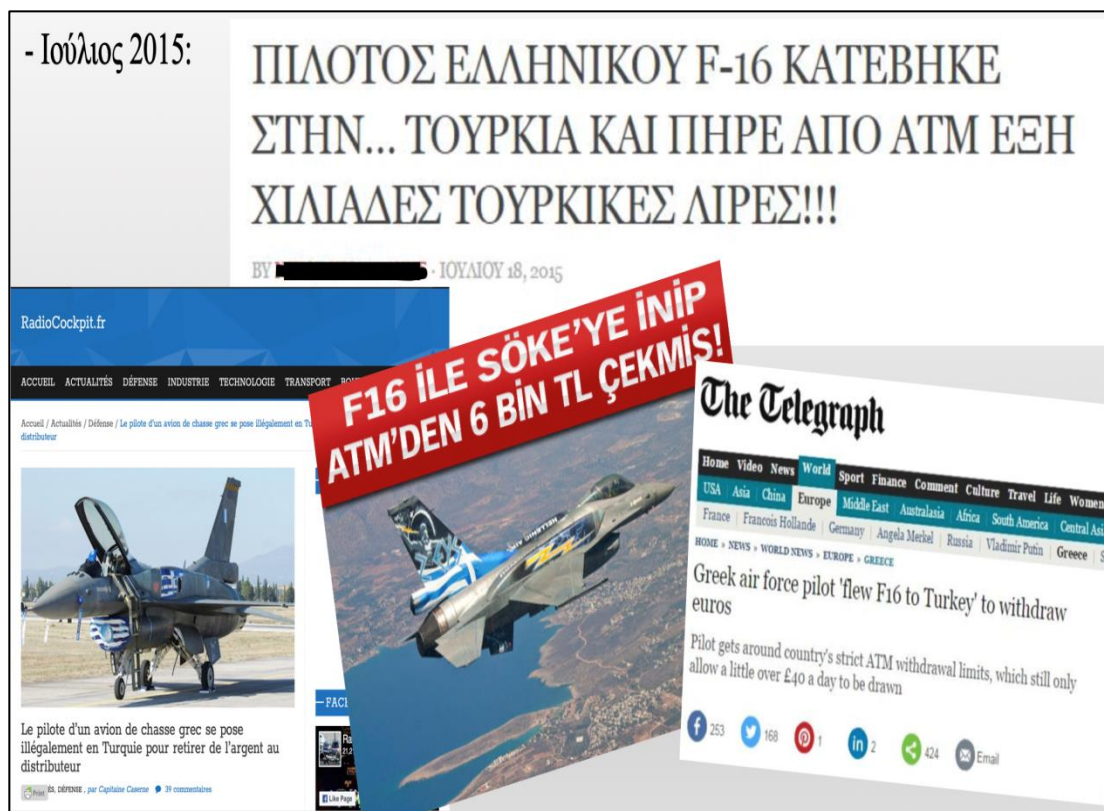 - Ιούλιος 2015:
ΠΙΛΟΤΟΣ ΕΛΛΗΝΙΚΟΥ F-16 ΚΑΤΕΒΗΚΕ
ΣΤΗΝ... ΤΟΥΡΚΙΑ ΚΑΙ ΠΗΡΕ ΑΠΟ ΑΤΜ ΕΞΗ
ΧΙΛΙΑΔΕΣ ΤΟΥΡΚΙΚΕΣ ΛΙΡΕΣ!!!
BY - ΙΟΥΛΙΟΥ 18, 2015
RadioCockpit.fr
ACCUEIL ACTUALITÉS DÉFENSE INDUSTRIE TECHNOLOGIE TRANSPORT
Accueil / Actualités / Défense / Le pilote d'un avion de chasse grec se pose illégalement en
distributeur
Le pilote d'un avion de chasse grec se pose
illégalement en Turquie pour retirer de l'argent au
distributeur
Print DÉFENSE, par Capitaine Caserne 39 commentaires
Like Page
F16 İLE SÖKE'YE İNİP
ATM'DEN 6 BİN TL ÇEKMİŞ!
HELLENIC AIR
The Telegraph
Home Video News World Sport Finance Comment Culture Travel Life Women
USA Asia China Europe Middle East Australasia Africa South America Central Asi
France Francois Hollande Germany Angela Merkel Russia Vladimir Putin Greece S
HOME » NEWS » WORLD NEWS » EUROPE » GREECE
Greek air force pilot 'flew F16 to Turkey' to withdraw
euros
Pilot gets around country's strict ATM withdrawal limits, which still only
allow a little over £40 a day to be drawn
253 168 1 in 2 424 Email